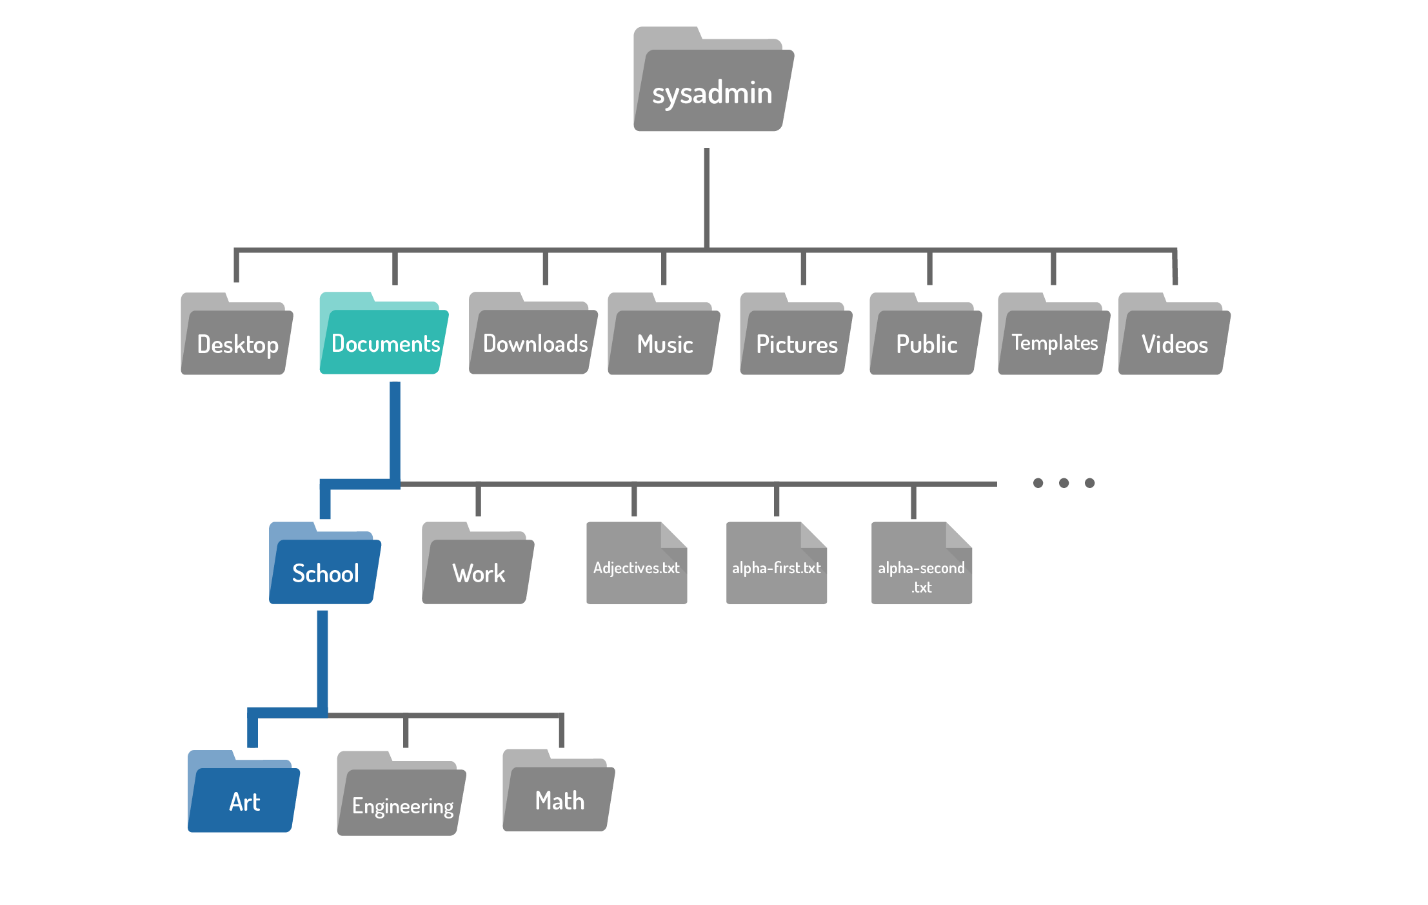 sysadmin
Desktop
Documents
Downloads
Music
Pictures
Public
Templates
Videos
School
Work
Adjectives.txt
alpha-first.txt
alpha-second
.txt
Art
Engineering
Math